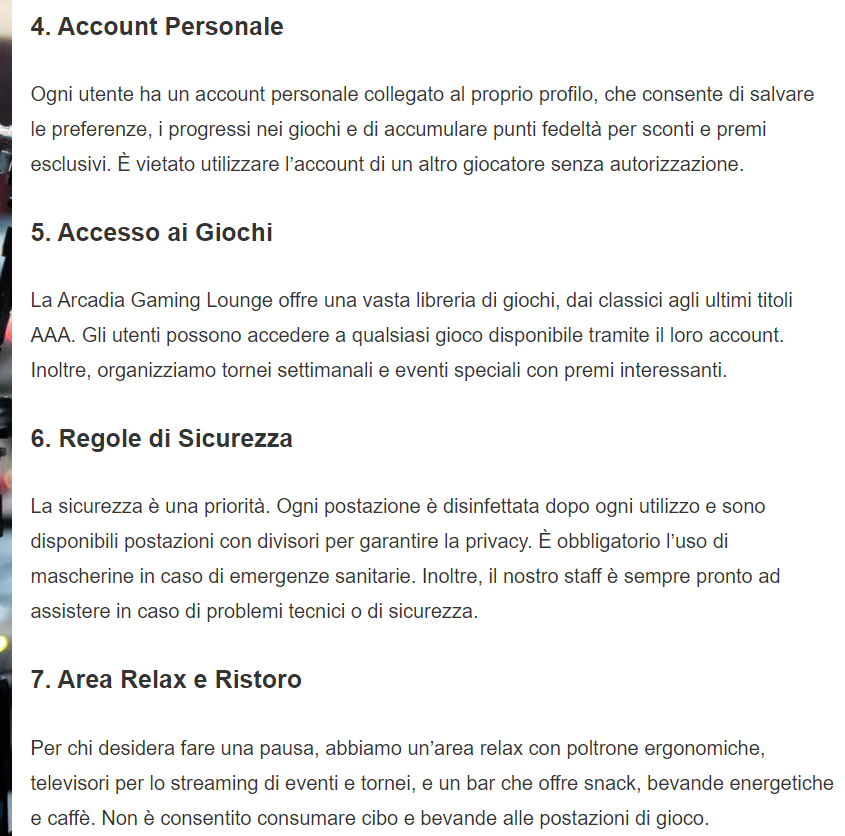 4. Account Personale
Ogni utente ha un account personale collegato al proprio profilo, che consente di salvare
le preferenze, i progressi nei giochi e di accumulare punti fedeltà per sconti e premi
esclusivi. È vietato utilizzare l’account di un altro giocatore senza autorizzazione.
5. Accesso ai Giochi
La Arcadia Gaming Lounge offre una vasta libreria di giochi, dai classici agli ultimi titoli
AAA. Gli utenti possono accedere a qualsiasi gioco disponibile tramite il loro account.
Inoltre, organizziamo tornei settimanali e eventi speciali con premi interessanti.
6. Regole di Sicurezza
La sicurezza è una priorità. Ogni postazione è disinfettata dopo ogni utilizzo e sono
disponibili postazioni con divisori per garantire la privacy. È obbligatorio l’uso di
mascherine in caso di emergenze sanitarie. Inoltre, il nostro staff è sempre pronto ad
assistere in caso di problemi tecnici o di sicurezza.
7. Area Relax e Ristoro
Per chi desidera fare una pausa, abbiamo un’area relax con poltrone ergonomiche,
televisori per lo streaming di eventi e tornei, e un bar che offre snack, bevande energetiche
e caffè. Non è consentito consumare cibo e bevande alle postazioni di gioco.